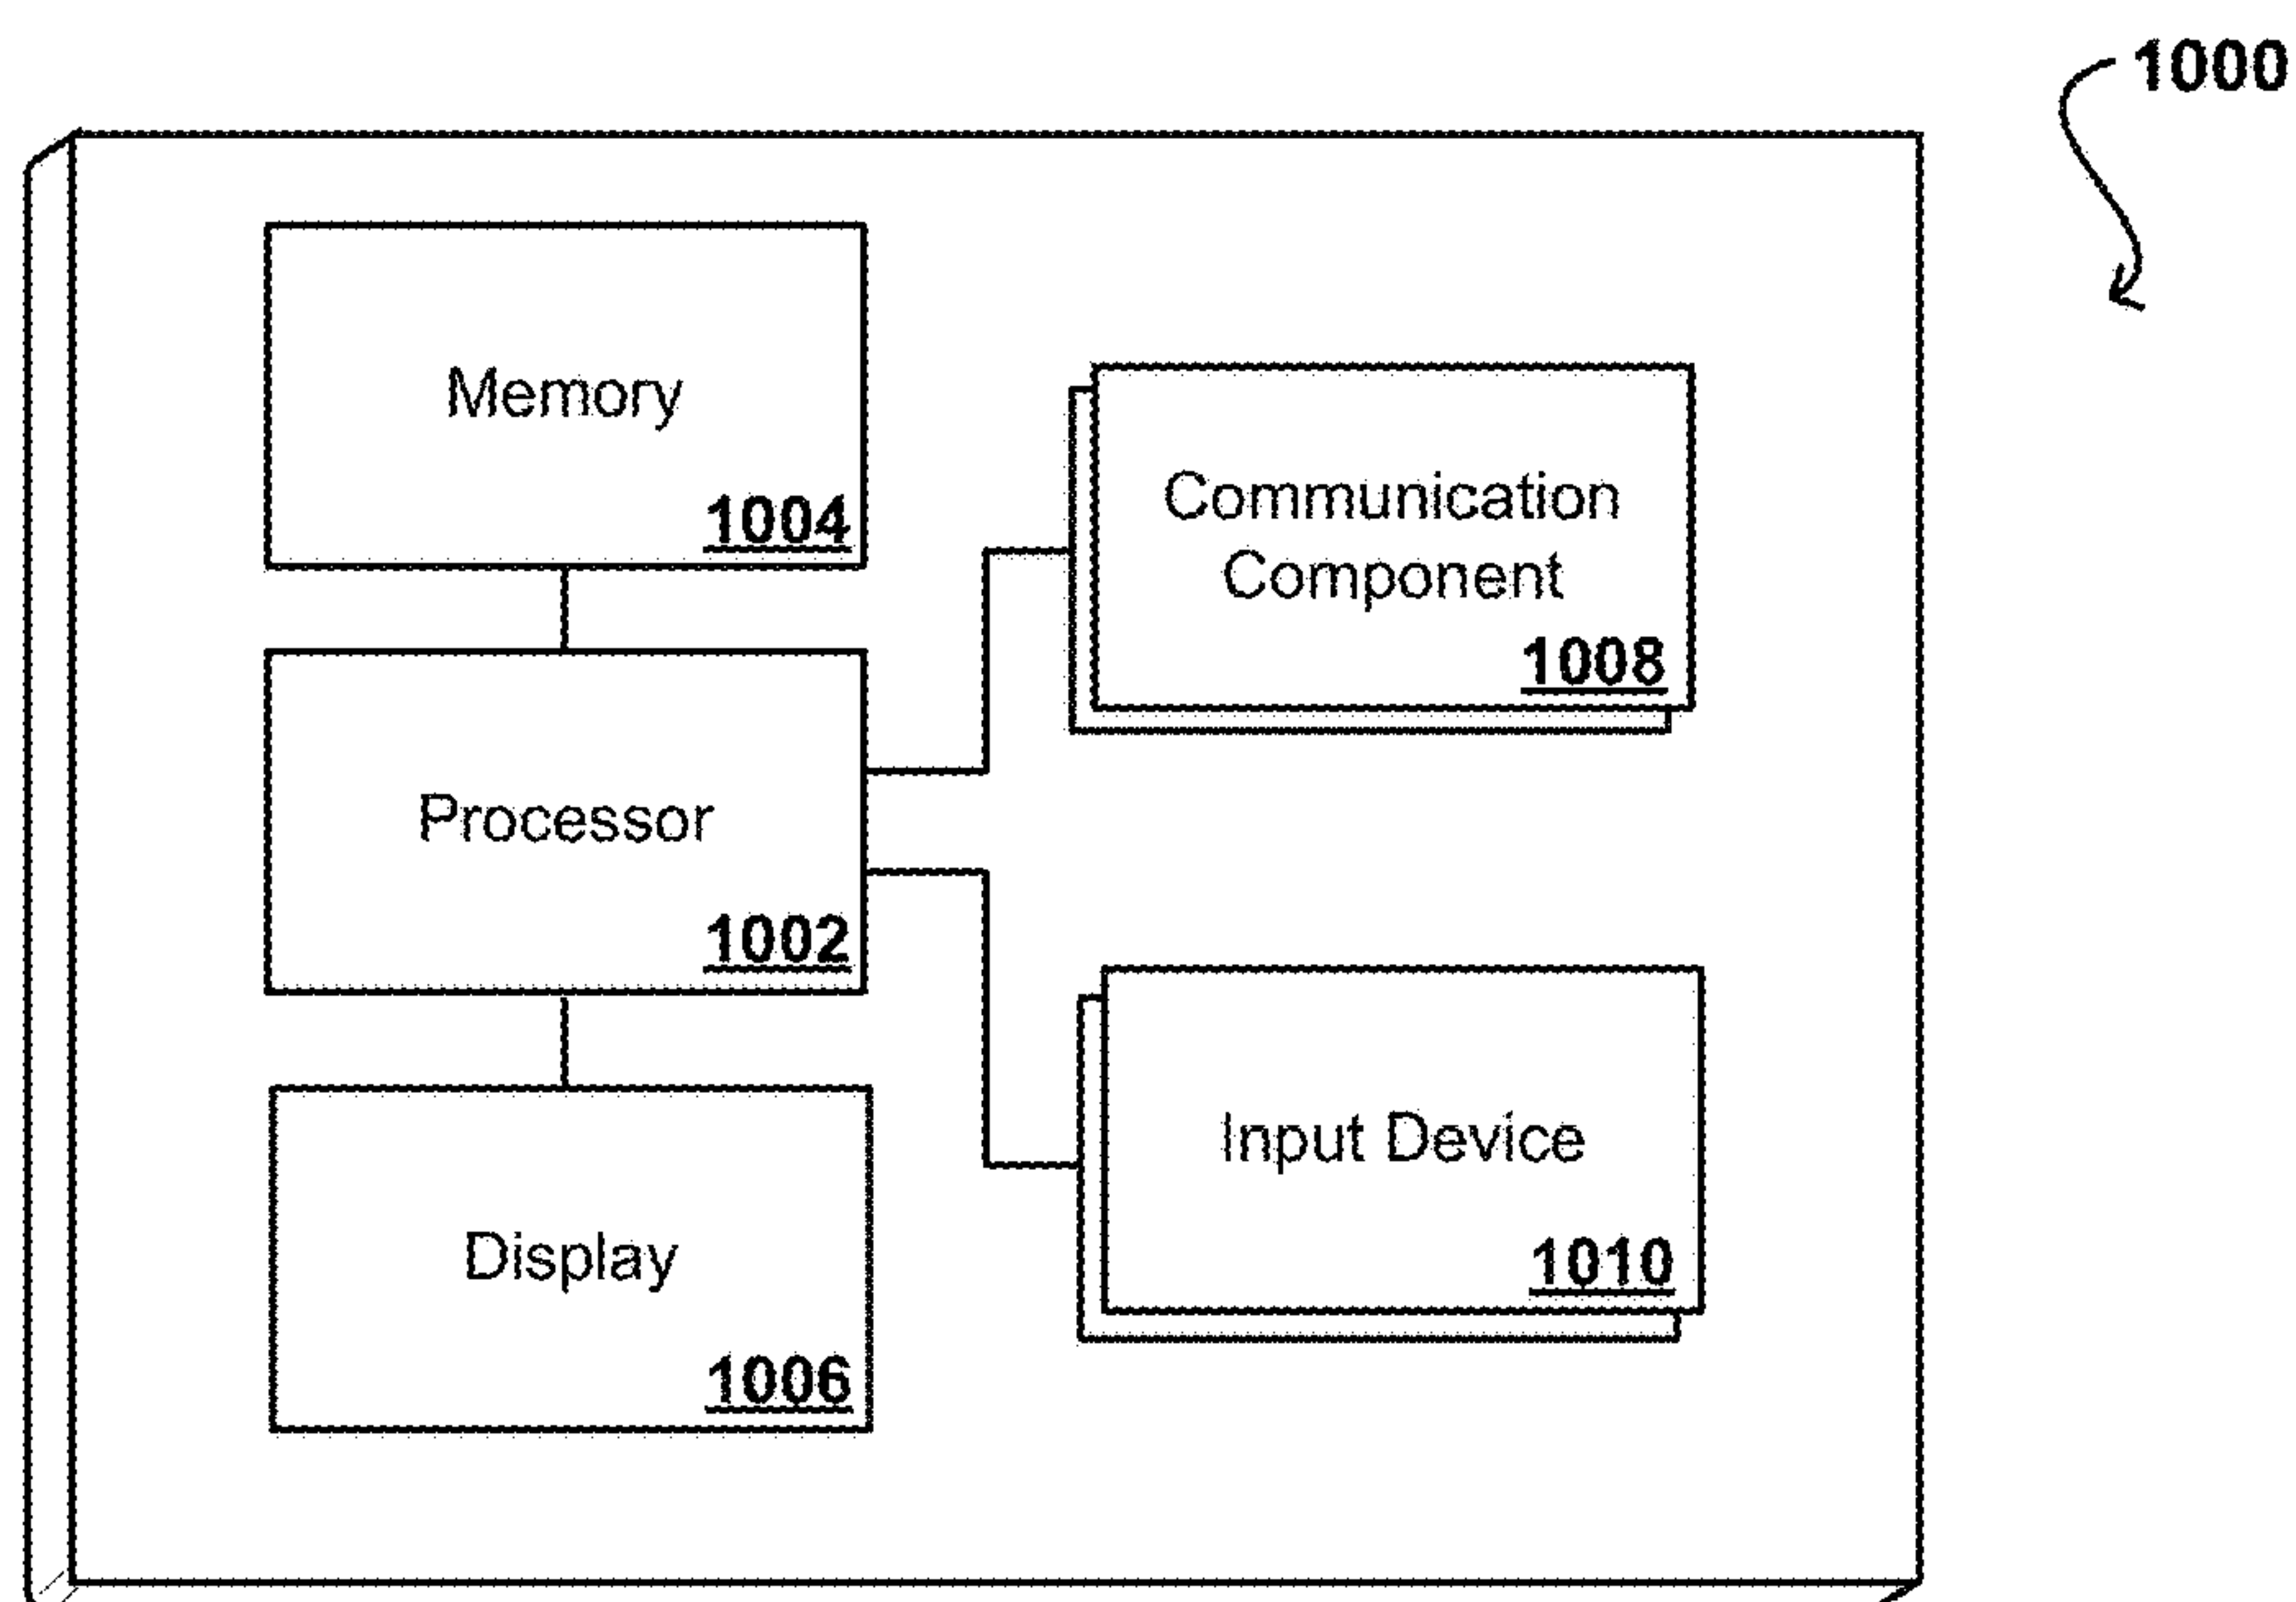 1000
Memory
1004
Communication
Component
1008
Processor
1002
Input Device
1010
Display
1006